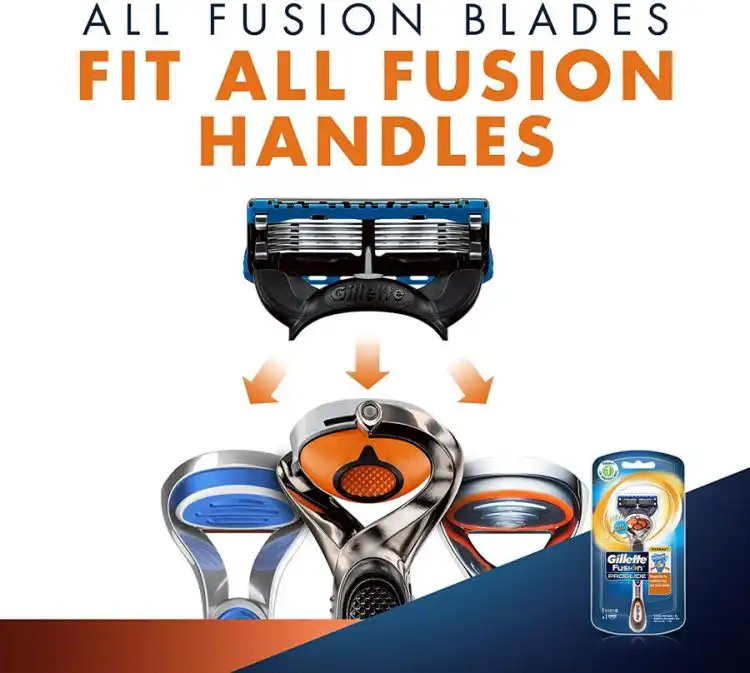 ALL FUSION BLADES
FIT ALL FUSION
HANDLES
Gillette
Gillette
Fusion
PROGLIDE